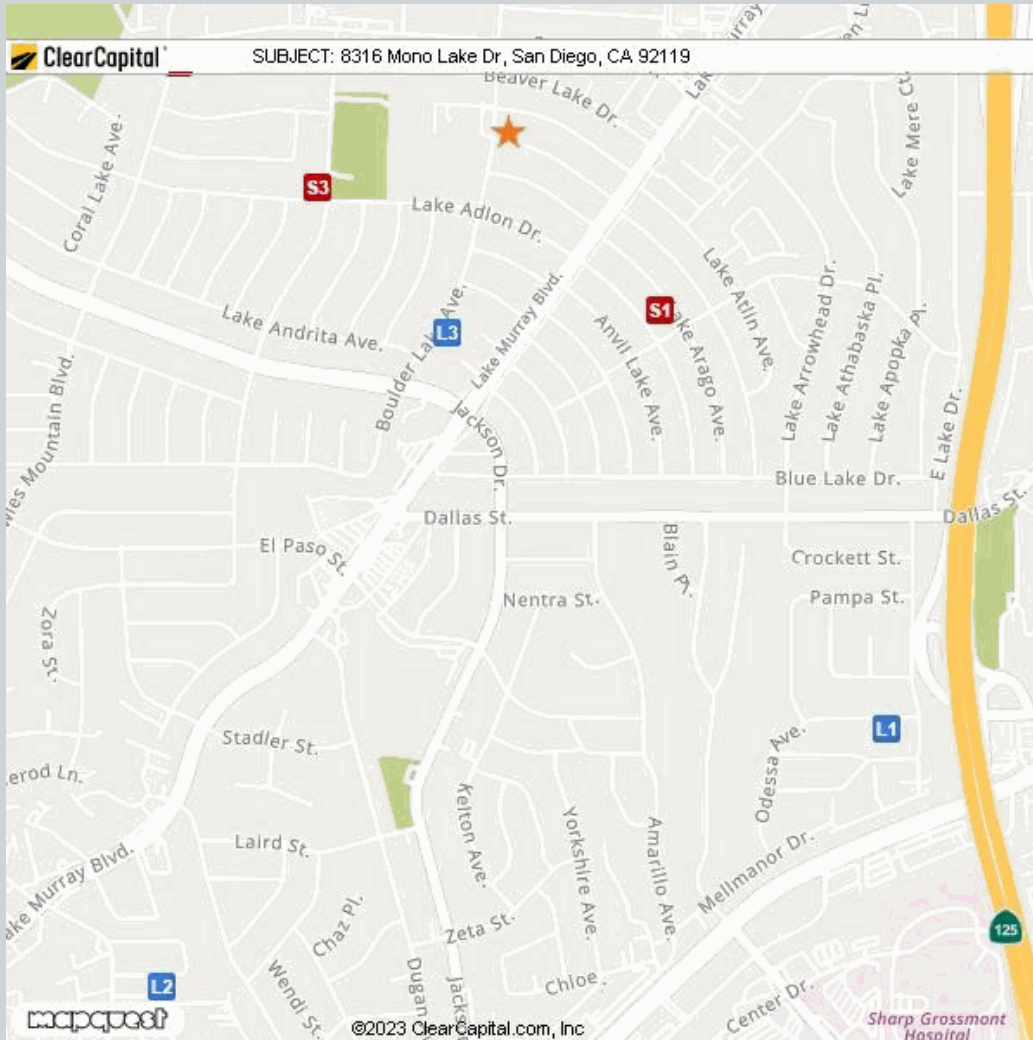 ClearCapital
SUBJECT: 8316 Mono Lake Dr, San Diego, CA 92119
Beaver Lake Dr.
Lake Mere Ct.
Coral Lake Ave.
S3
Lake Adlon Dr.
Lake Atlin Ave.
Lake Arrowhead Dr.
Lake Athabaska Pl.
Lake Apopka Pl.
S1
Lake Arago Ave.
Anvil Lake Ave.
Lake Murray Blvd.
Boulder Lake Ave.
L3
Lake Andrita Ave.
Jackson Dr.
E Lake Dr.
Blue Lake Dr.
Dallas St.
Dallas St.
El Paso St.
Blain Pl.
Crockett St.
Pampa St.
Nentra St.
Zora St.
Stadler St.
L1
Odessa Ave.
Kelton Ave.
Yorkshire Ave.
Amarillo Ave.
Laird St.
Mellmanor Dr.
Lake Murray Blvd.
Chaz Pl.
Zeta St.
125
L2
Wendi St.
Dugan
Chloe
Center Dr.
Sharp Grossmont
Hospital
mapquest
©2023 ClearCapital.com, Inc